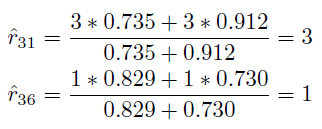 r̂₃₁ = (3 * 0.735 + 3 * 0.912) / (0.735 + 0.912) = 3
r̂₃₆ = (1 * 0.829 + 1 * 0.730) / (0.829 + 0.730) = 1